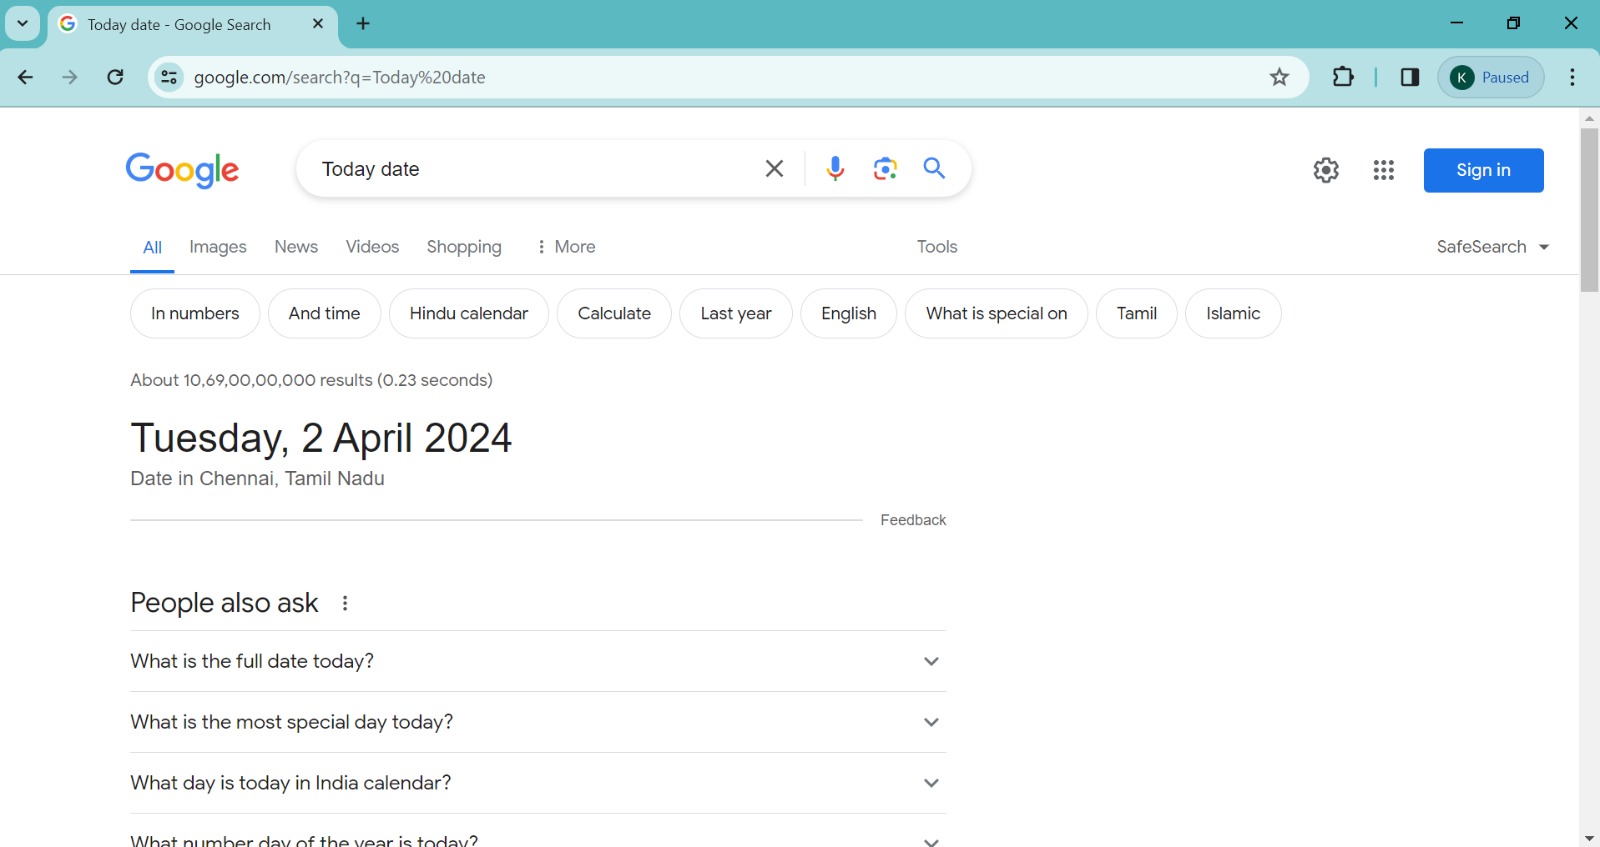 Today date - Google Search
google.com/search?q=Today%20date
K Paused
Google
Today date
Sign in
All Images News Videos Shopping More Tools SafeSearch
In numbers And time Hindu calendar Calculate Last year English What is special on Tamil Islamic
About 10,69,00,00,000 results (0.23 seconds)
Tuesday, 2 April 2024
Date in Chennai, Tamil Nadu
Feedback
People also ask
What is the full date today?
What is the most special day today?
What day is today in India calendar?
What number day of the year is today?